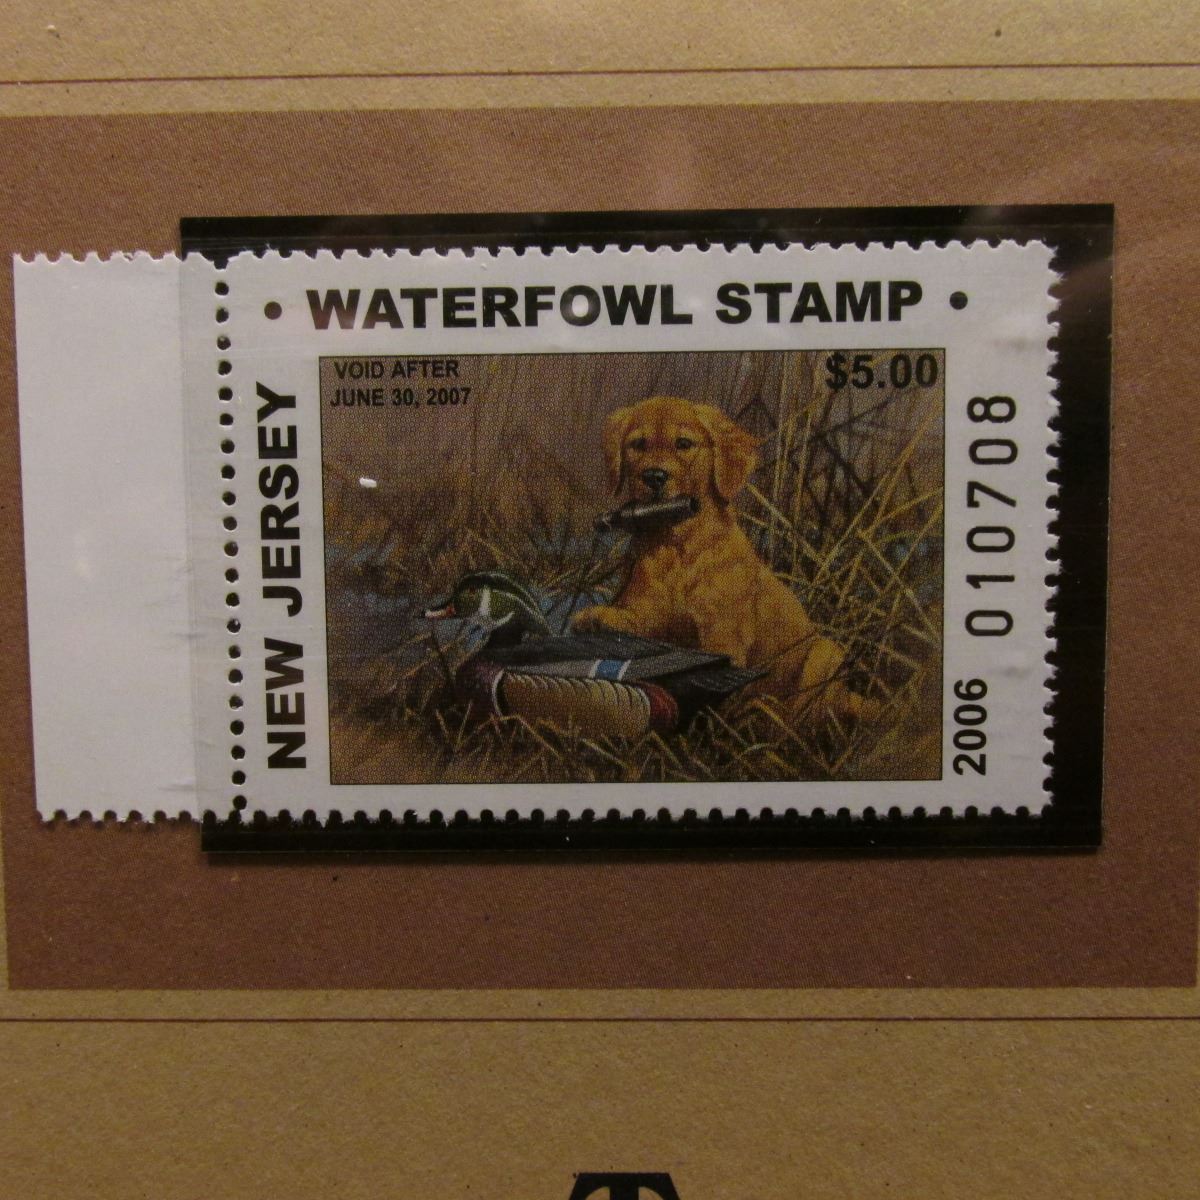 • WATERFOWL STAMP •
VOID AFTER
JUNE 30, 2007
$5.00
NEW JERSEY
2006 010708